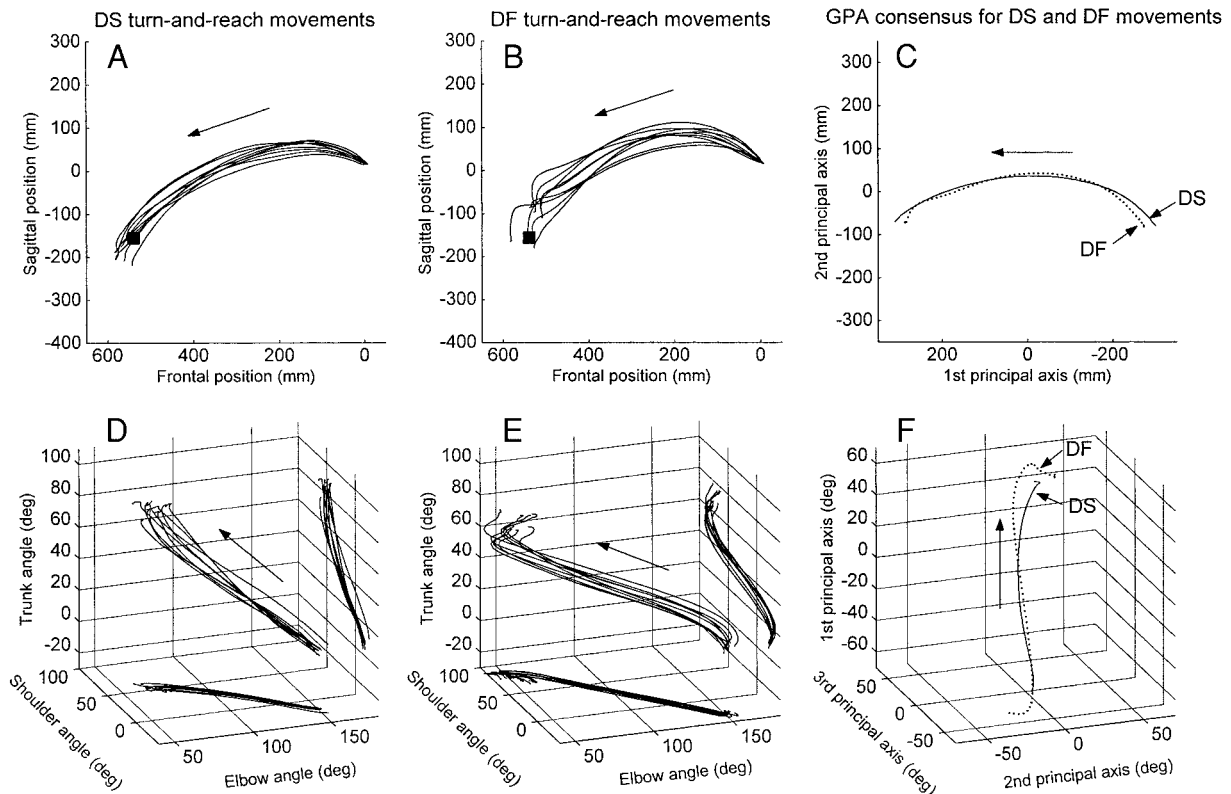 DS turn-and-reach movements
DF turn-and-reach movements
GPA consensus for DS and DF movements
A
300
200
100
0
-100
-200
-300
-400
Sagittal position (mm)
600 400 200 0
Frontal position (mm)
B
300
200
100
0
-100
-200
-300
-400
Sagittal position (mm)
600 400 200 0
Frontal position (mm)
C
300
200
100
0
-100
-200
-300
2nd principal axis (mm)
DS
DF
200 0 -200
1st principal axis (mm)
D
100
80
60
40
20
0
-20
Trunk angle (deg)
100
50
0
Shoulder angle (deg)
50 100 150
Elbow angle (deg)
E
100
80
60
40
20
0
-20
Trunk angle (deg)
100
50
0
Shoulder angle (deg)
50 100 150
Elbow angle (deg)
F
DF
DS
60
40
20
0
-20
-40
-60
1st principal axis (deg)
50
0
-50
3rd principal axis (deg)
-50 0 50
2nd principal axis (deg)